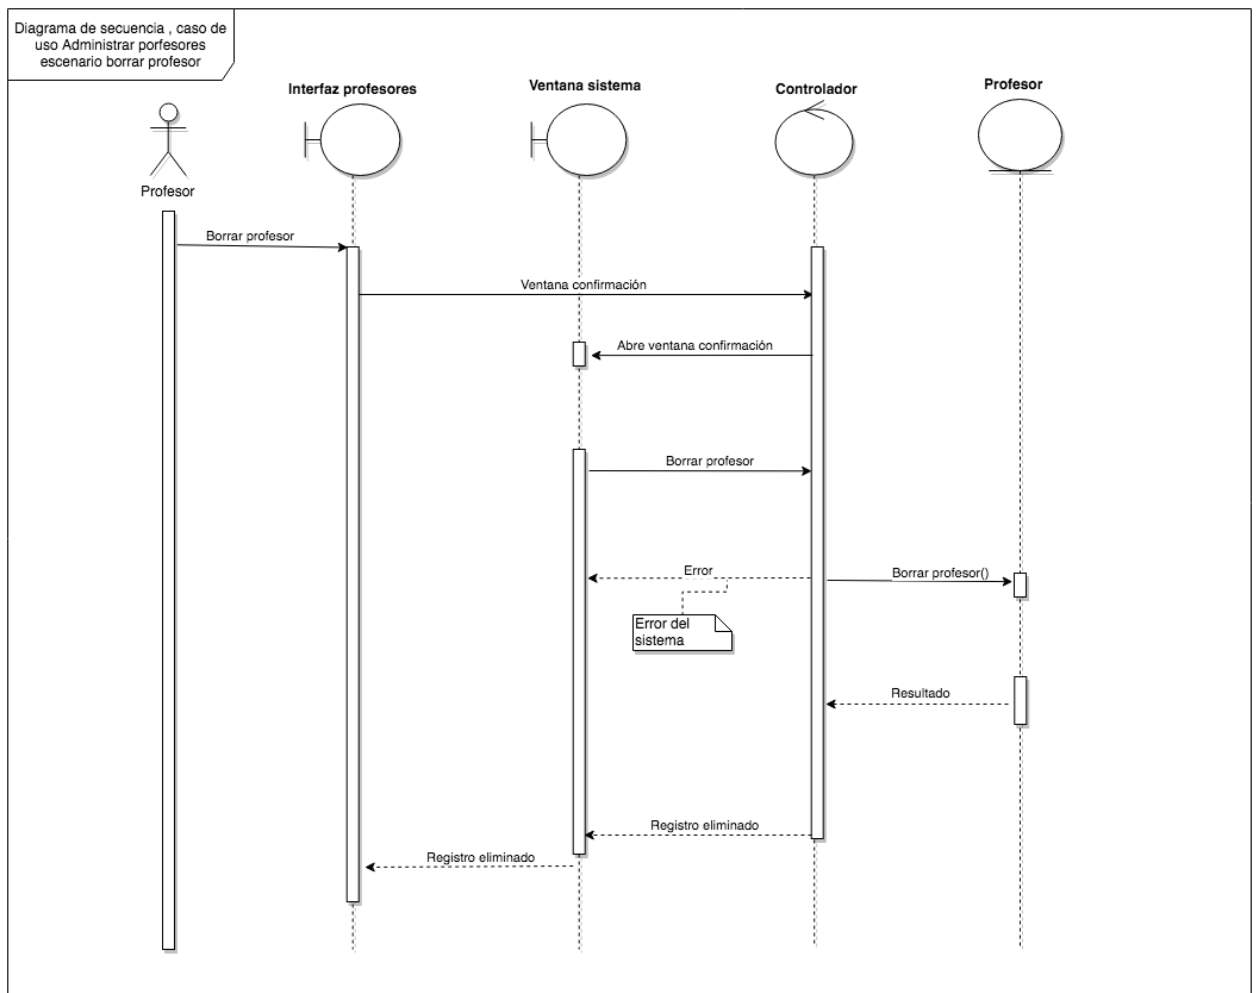 Diagrama de secuencia , caso de
uso Administrar porfesores
escenario borrar profesor
Interfaz profesores
Ventana sistema
Controlador
Profesor
Profesor
Borrar profesor
Ventana confirmación
Abre ventana confirmación
Borrar profesor
Error
Borrar profesor()
Error del
sistema
Resultado
Registro eliminado
Registro eliminado